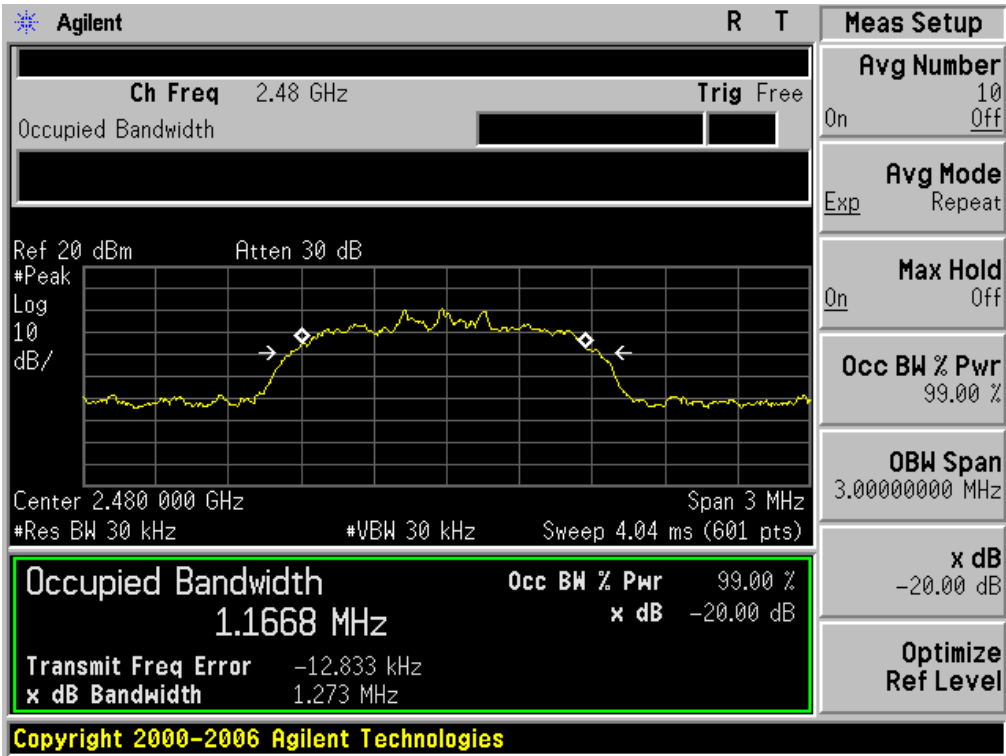 Agilent R T
Meas Setup
Ch Freq 2.48 GHz Trig Free
Occupied Bandwidth
Ref 20 dBm Atten 30 dB
#Peak
Log
10
dB/
Center 2.480 000 GHz Span 3 MHz
#Res BW 30 kHz #VBW 30 kHz Sweep 4.04 ms (601 pts)
Occupied Bandwidth Occ BW % Pwr 99.00 %
1.1668 MHz x dB -20.00 dB
Transmit Freq Error -12.833 kHz
x dB Bandwidth 1.273 MHz
Avg Number
10
On Off
Avg Mode
Exp Repeat
Max Hold
On Off
Occ BW % Pwr
99.00 %
OBW Span
3.00000000 MHz
x dB
-20.00 dB
Optimize
Ref Level
Copyright 2000-2006 Agilent Technologies